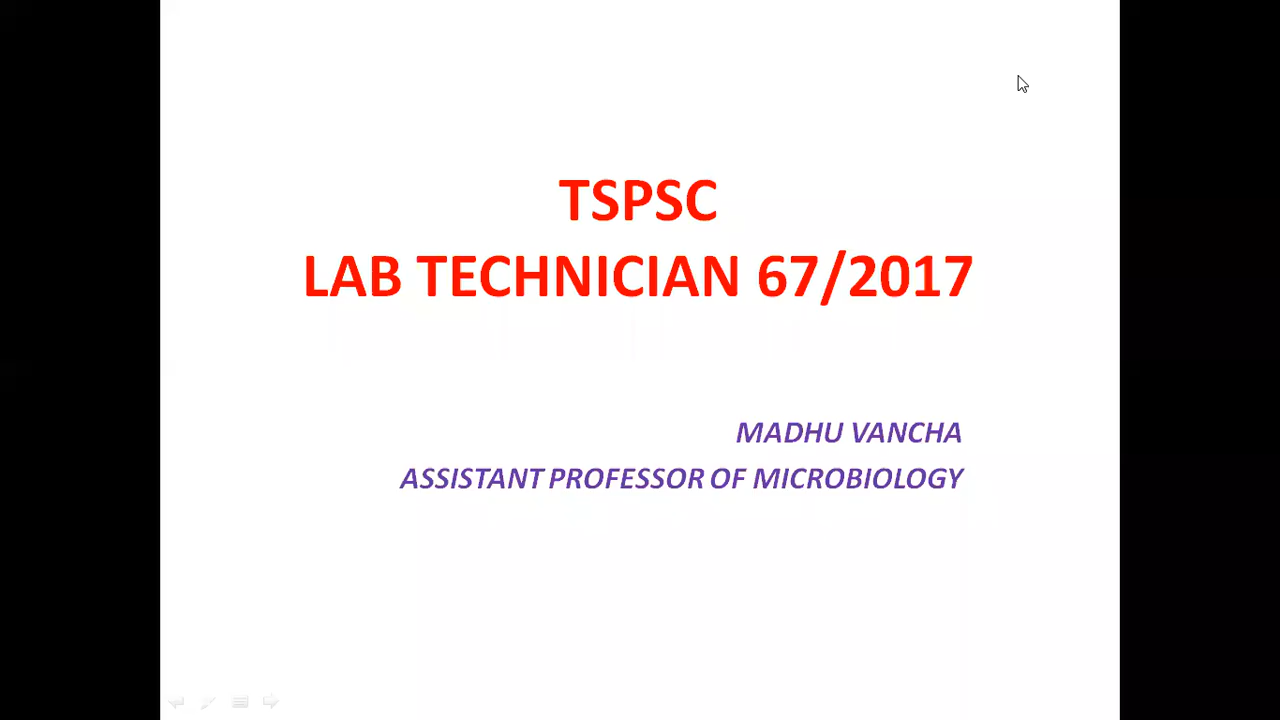 TSPSC
LAB TECHNICIAN 67/2017
MADHU VANCHA
ASSISTANT PROFESSOR OF MICROBIOLOGY